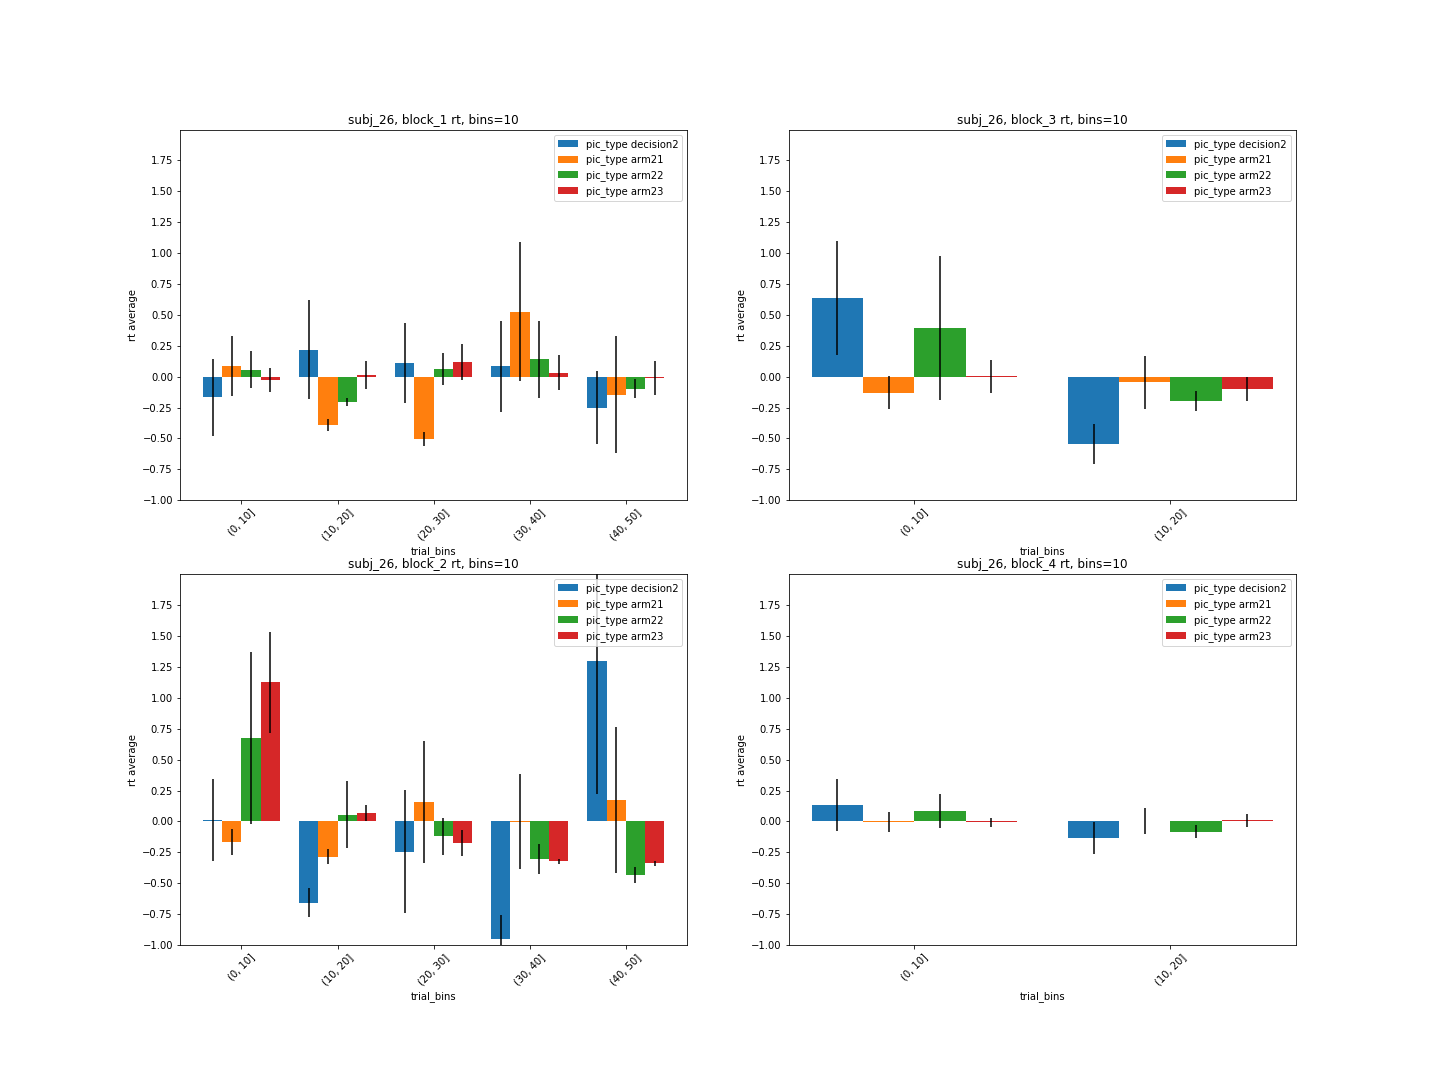 subj_26, block_1 rt, bins=10
pic_type decision2
pic_type arm21
pic_type arm22
pic_type arm23
1.75
1.50
1.25
1.00
0.75
0.50
0.25
0.00
−0.25
−0.50
−0.75
−1.00
rt average
(0, 10]
(10, 20]
(20, 30]
(30, 40]
(40, 50]
trial_bins
subj_26, block_3 rt, bins=10
pic_type decision2
pic_type arm21
pic_type arm22
pic_type arm23
1.75
1.50
1.25
1.00
0.75
0.50
0.25
0.00
−0.25
−0.50
−0.75
−1.00
rt average
(0, 10]
(10, 20]
trial_bins
subj_26, block_2 rt, bins=10
pic_type decision2
pic_type arm21
pic_type arm22
pic_type arm23
1.75
1.50
1.25
1.00
0.75
0.50
0.25
0.00
−0.25
−0.50
−0.75
−1.00
rt average
(0, 10]
(10, 20]
(20, 30]
(30, 40]
(40, 50]
trial_bins
subj_26, block_4 rt, bins=10
pic_type decision2
pic_type arm21
pic_type arm22
pic_type arm23
1.75
1.50
1.25
1.00
0.75
0.50
0.25
0.00
−0.25
−0.50
−0.75
−1.00
rt average
(0, 10]
(10, 20]
trial_bins